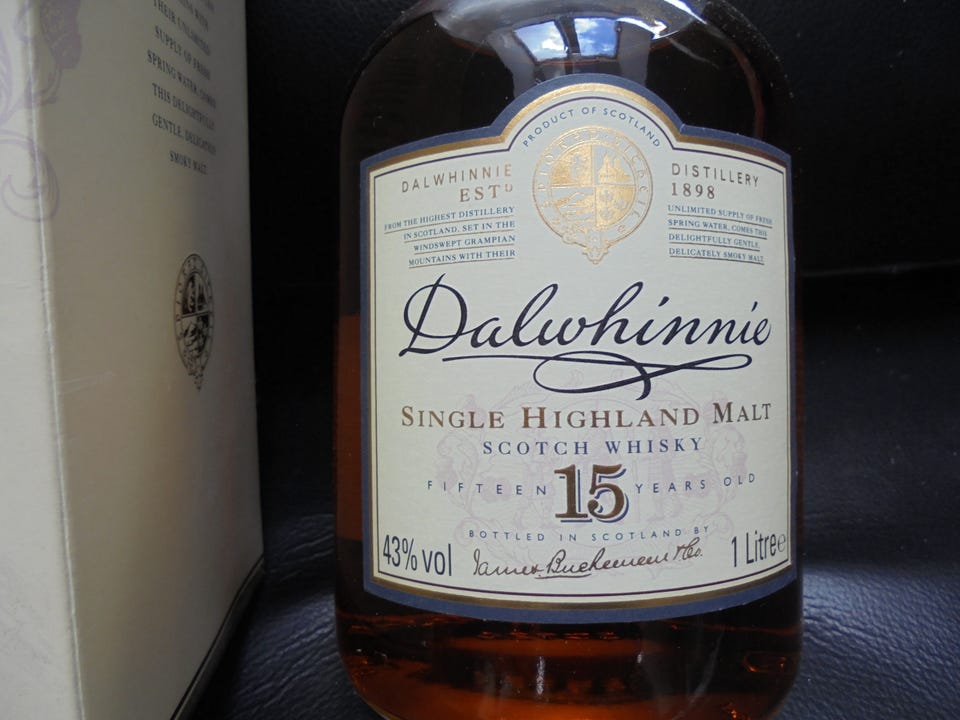 THEIR UNLIMITED
SUPPLY OF FRESH
SPRING WATER, COMES
THIS DELIGHTFULLY
GENTLE, DELICATELY
SMOKY MALT
PRODUCT OF SCOTLAND
DALWHINNIE DISTILLERY
ESTD 1898
FROM THE HIGHEST DISTILLERY
IN SCOTLAND, SET IN THE
WINDSWEPT GRAMPIAN
MOUNTAINS WITH THEIR
UNLIMITED SUPPLY OF FRESH
SPRING WATER, COMES THIS
DELIGHTFULLY GENTLE,
DELICATELY SMOKY MALT.
Dalwhinnie
SINGLE HIGHLAND MALT
SCOTCH WHISKY
FIFTEEN 15 YEARS OLD
BOTTLED IN SCOTLAND BY
43% vol James Buchanan & Co. 1 Litre e